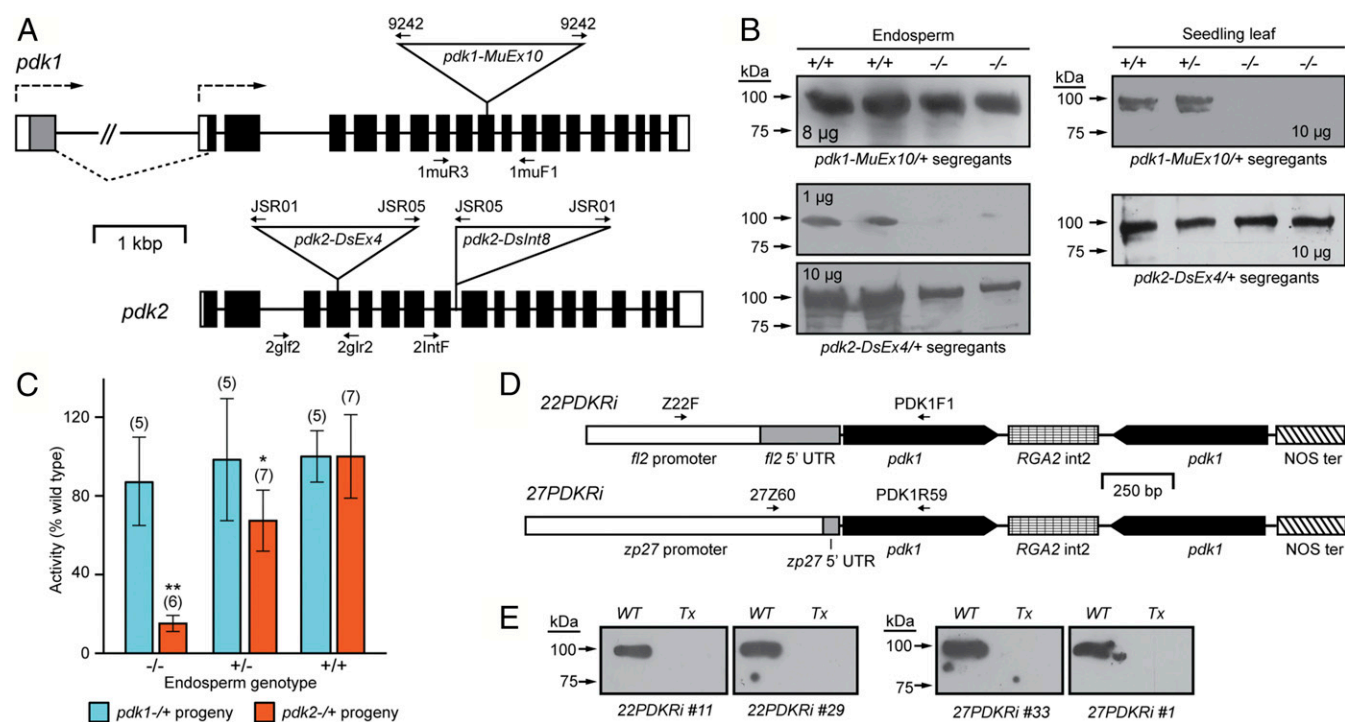 A
pdk1
9242 9242
pdk1-MuEx10
//
1muR3 1muF1
1 kbp
JSR01 JSR05 JSR05 JSR01
pdk2-DsEx4 pdk2-DsInt8
pdk2
2glf2 2glr2 2IntF
B
Endosperm
kDa +/+ +/+ -/- -/-
100
75
8 µg
pdk1-MuEx10/+ segregants
1 µg
100
75
10 µg
100
75
pdk2-DsEx4/+ segregants
Seedling leaf
kDa +/+ +/- -/- -/-
100
75
10 µg
pdk1-MuEx10/+ segregants
100
75
10 µg
pdk2-DsEx4/+ segregants
C
Activity (% wild type)
120
80
40
0
(5) ** (6)
(5) * (7)
(5) (7)
-/- +/- +/+
Endosperm genotype
pdk1-/+ progeny pdk2-/+ progeny
D
22PDKRi
Z22F PDK1F1
fl2 promoter fl2 5' UTR pdk1 RGA2 int2 pdk1 NOS ter
250 bp
27PDKRi
27Z60 PDK1R59
zp27 promoter zp27 5' UTR pdk1 RGA2 int2 pdk1 NOS ter
E
kDa WT Tx WT Tx
100
75
22PDKRi #11 22PDKRi #29
kDa WT Tx WT Tx
100
75
27PDKRi #33 27PDKRi #1